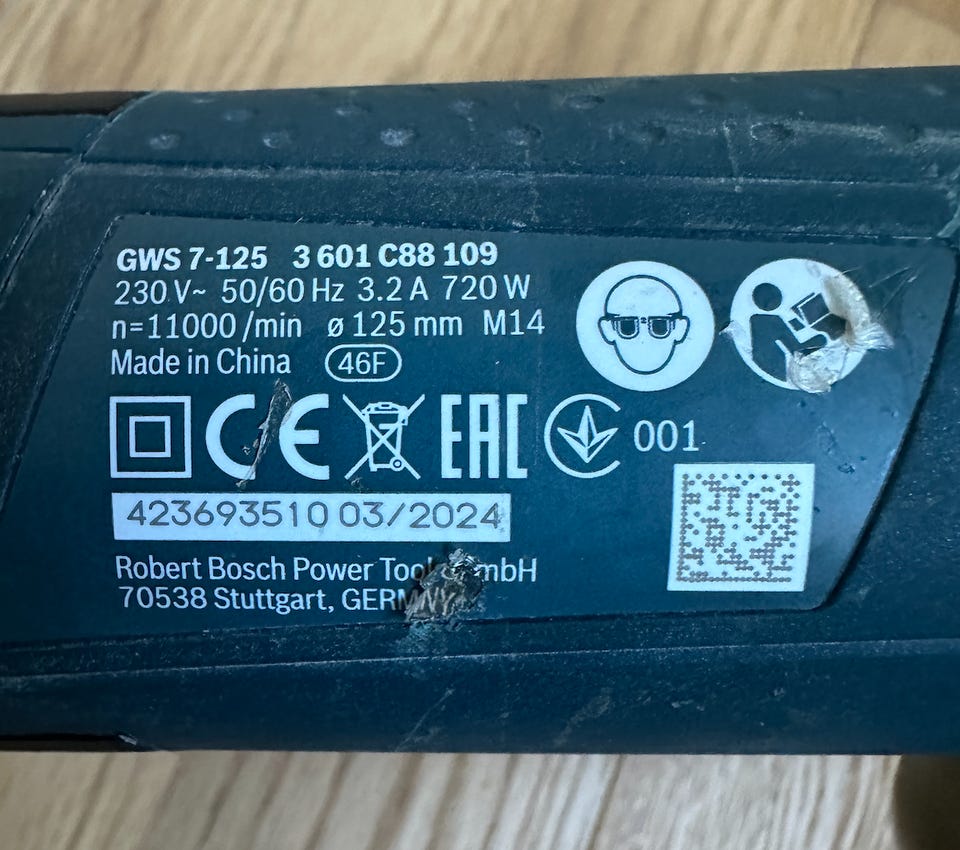 GWS 7-125 3 601 C88 109
230 V~ 50/60 Hz 3.2 A 720 W
n=11000/min ø 125 mm M14
Made in China 46F
CE EAC 001
423693510 03/2024
Robert Bosch Power
70538 Stuttgart,